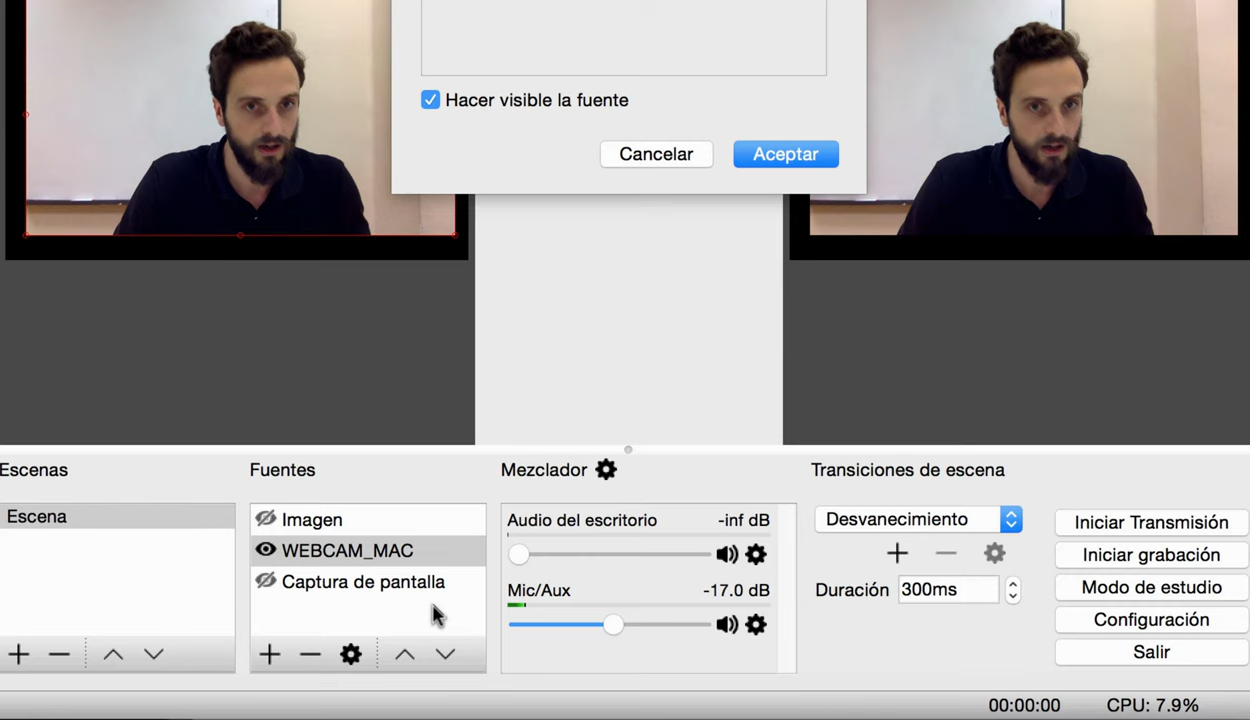 Hacer visible la fuente
Cancelar
Aceptar
Escenas
Escena
Fuentes
Imagen
WEBCAM_MAC
Captura de pantalla
Mezclador
Audio del escritorio -inf dB
Mic/Aux -17.0 dB
Transiciones de escena
Desvanecimiento
Duración 300ms
Iniciar Transmisión
Iniciar grabación
Modo de estudio
Configuración
Salir
00:00:00 CPU: 7.9%